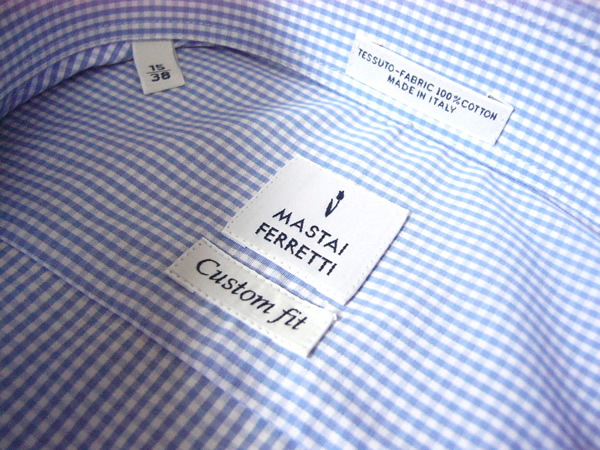 15
38
TESSUTO-FABRIC 100% COTTON
MADE IN ITALY
MASTAI
FERRETTI
Custom fit